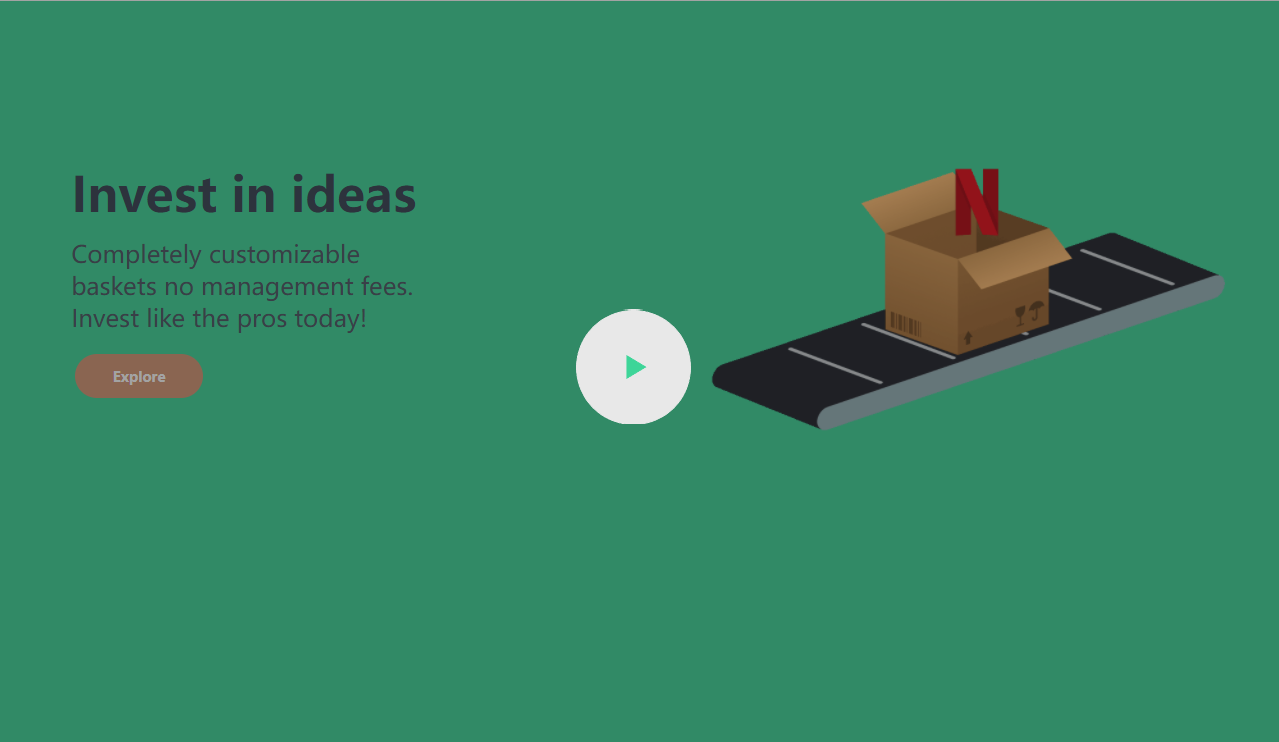 Invest in ideas
Completely customizable
baskets no management fees.
Invest like the pros today!
Explore
N